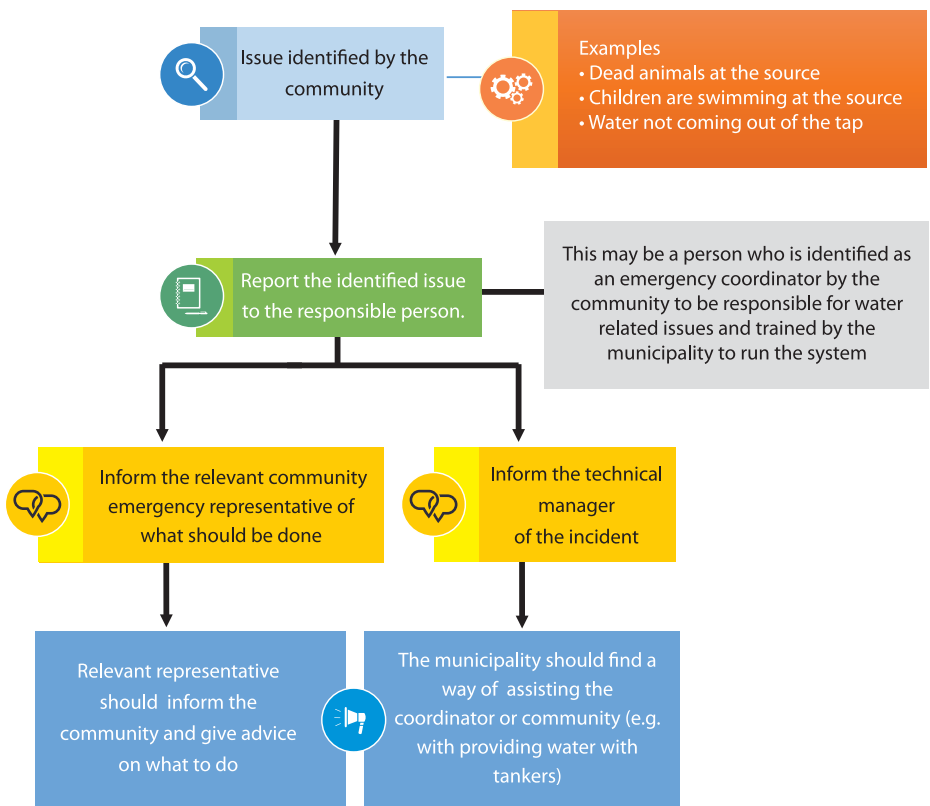 Issue identified by the
community
Examples
• Dead animals at the source
• Children are swimming at the source
• Water not coming out of the tap
Report the identified issue
to the responsible person.
This may be a person who is identified as
an emergency coordinator by the
community to be responsible for water
related issues and trained by the
municipality to run the system
Inform the relevant community
emergency representative of
what should be done
Inform the technical
manager
of the incident
Relevant representative
should inform the
community and give advice
on what to do
The municipality should find a
way of assisting the
coordinator or community (e.g.
with providing water with
tankers)